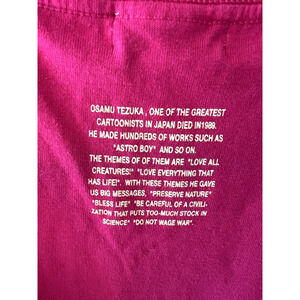 OSAMU TEZUKA , ONE OF THE GREATEST
CARTOONISTS IN JAPAN DIED IN 1989.
HE MADE HUNDREDS OF WORKS SUCH AS
"ASTRO BOY" AND SO ON.
THE THEMES OF OF THEM ARE "LOVE ALL
CREATURES!" "LOVE EVERYTHING THAT
HAS LIFE!". WITH THESE THEMES HE GAVE
US BIG MESSAGES, "PRESERVE NATURE"
"BLESS LIFE" "BE CAREFUL OF A CIVILI-
ZATION THAT PUTS TOO-MUCH STOCK IN
SCIENCE" "DO NOT WAGE WAR".